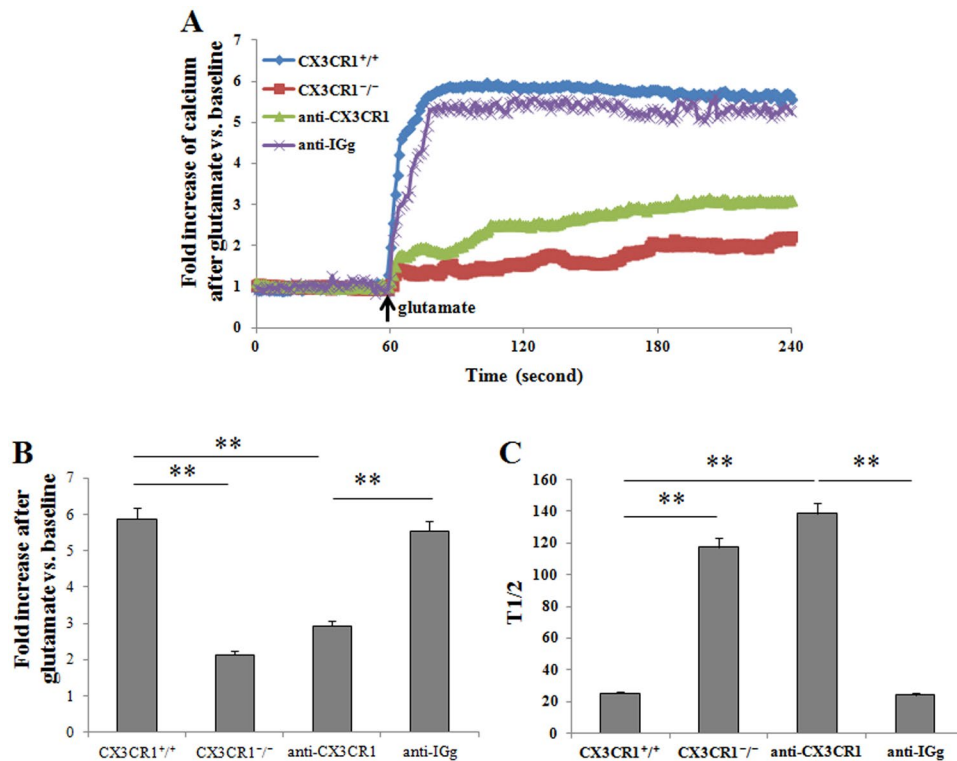 A
Fold increase of calcium
after glutamate vs. baseline
7
6
5
4
3
2
1
0
CX3CR1⁺/⁺
CX3CR1⁻/⁻
anti-CX3CR1
anti-IGg
glutamate
0
60
120
180
240
Time (second)
B
Fold increase after
glutamate vs. baseline
7
6
5
4
3
2
1
0
**
**
**
CX3CR1⁺/⁺
CX3CR1⁻/⁻
anti-CX3CR1
anti-IGg
C
T1/2
160
140
120
100
80
60
40
20
0
**
**
**
CX3CR1⁺/⁺
CX3CR1⁻/⁻
anti-CX3CR1
anti-IGg